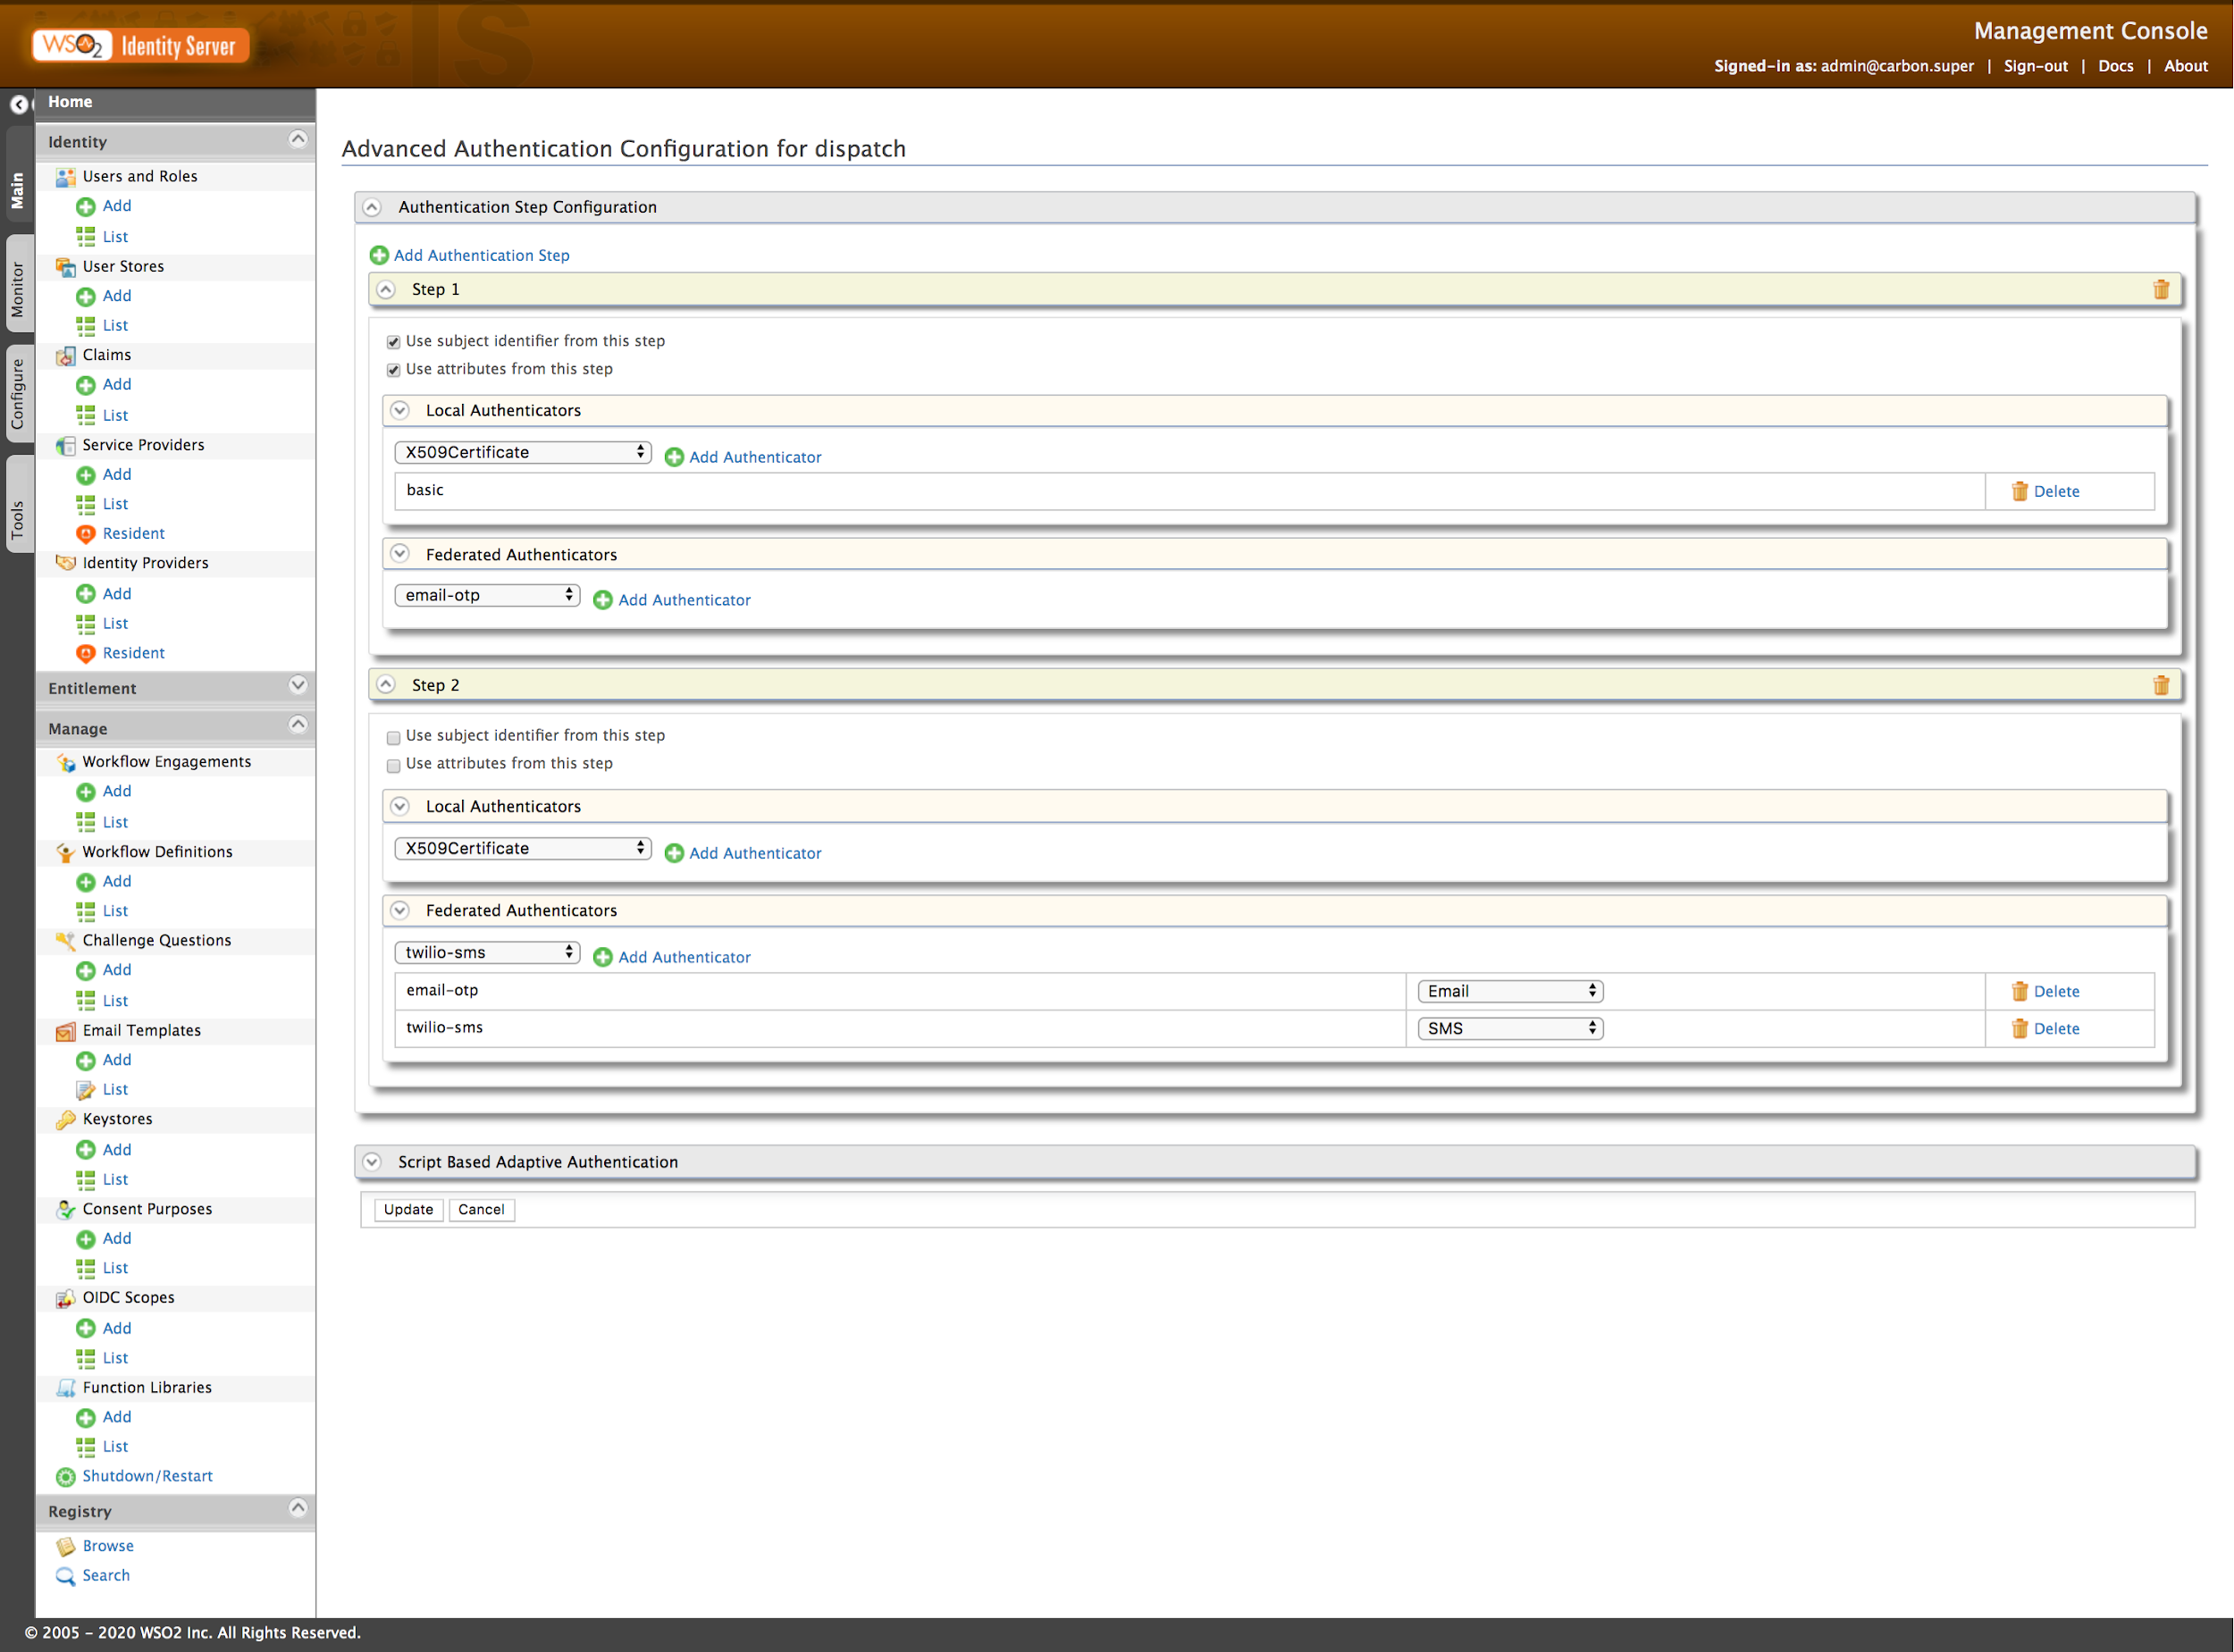 WSO2 Identity Server
IS
Management Console
Signed-in as: admin@carbon.super | Sign-out | Docs | About
Main
Monitor
Configure
Tools
Home
Identity
Users and Roles
Add
List
User Stores
Add
List
Claims
Add
List
Service Providers
Add
List
Resident
Identity Providers
Add
List
Resident
Entitlement
Manage
Workflow Engagements
Add
List
Workflow Definitions
Add
List
Challenge Questions
Add
List
Email Templates
Add
List
Keystores
Add
List
Consent Purposes
Add
List
OIDC Scopes
Add
List
Function Libraries
Add
List
Shutdown/Restart
Registry
Browse
Search
Advanced Authentication Configuration for dispatch
Authentication Step Configuration
Add Authentication Step
Step 1
Use subject identifier from this step
Use attributes from this step
Local Authenticators
X509Certificate Add Authenticator
basic Delete
Federated Authenticators
email-otp Add Authenticator
Step 2
Use subject identifier from this step
Use attributes from this step
Local Authenticators
X509Certificate Add Authenticator
Federated Authenticators
twilio-sms Add Authenticator
email-otp Email Delete
twilio-sms SMS Delete
Script Based Adaptive Authentication
Update Cancel
© 2005 - 2020 WSO2 Inc. All Rights Reserved.